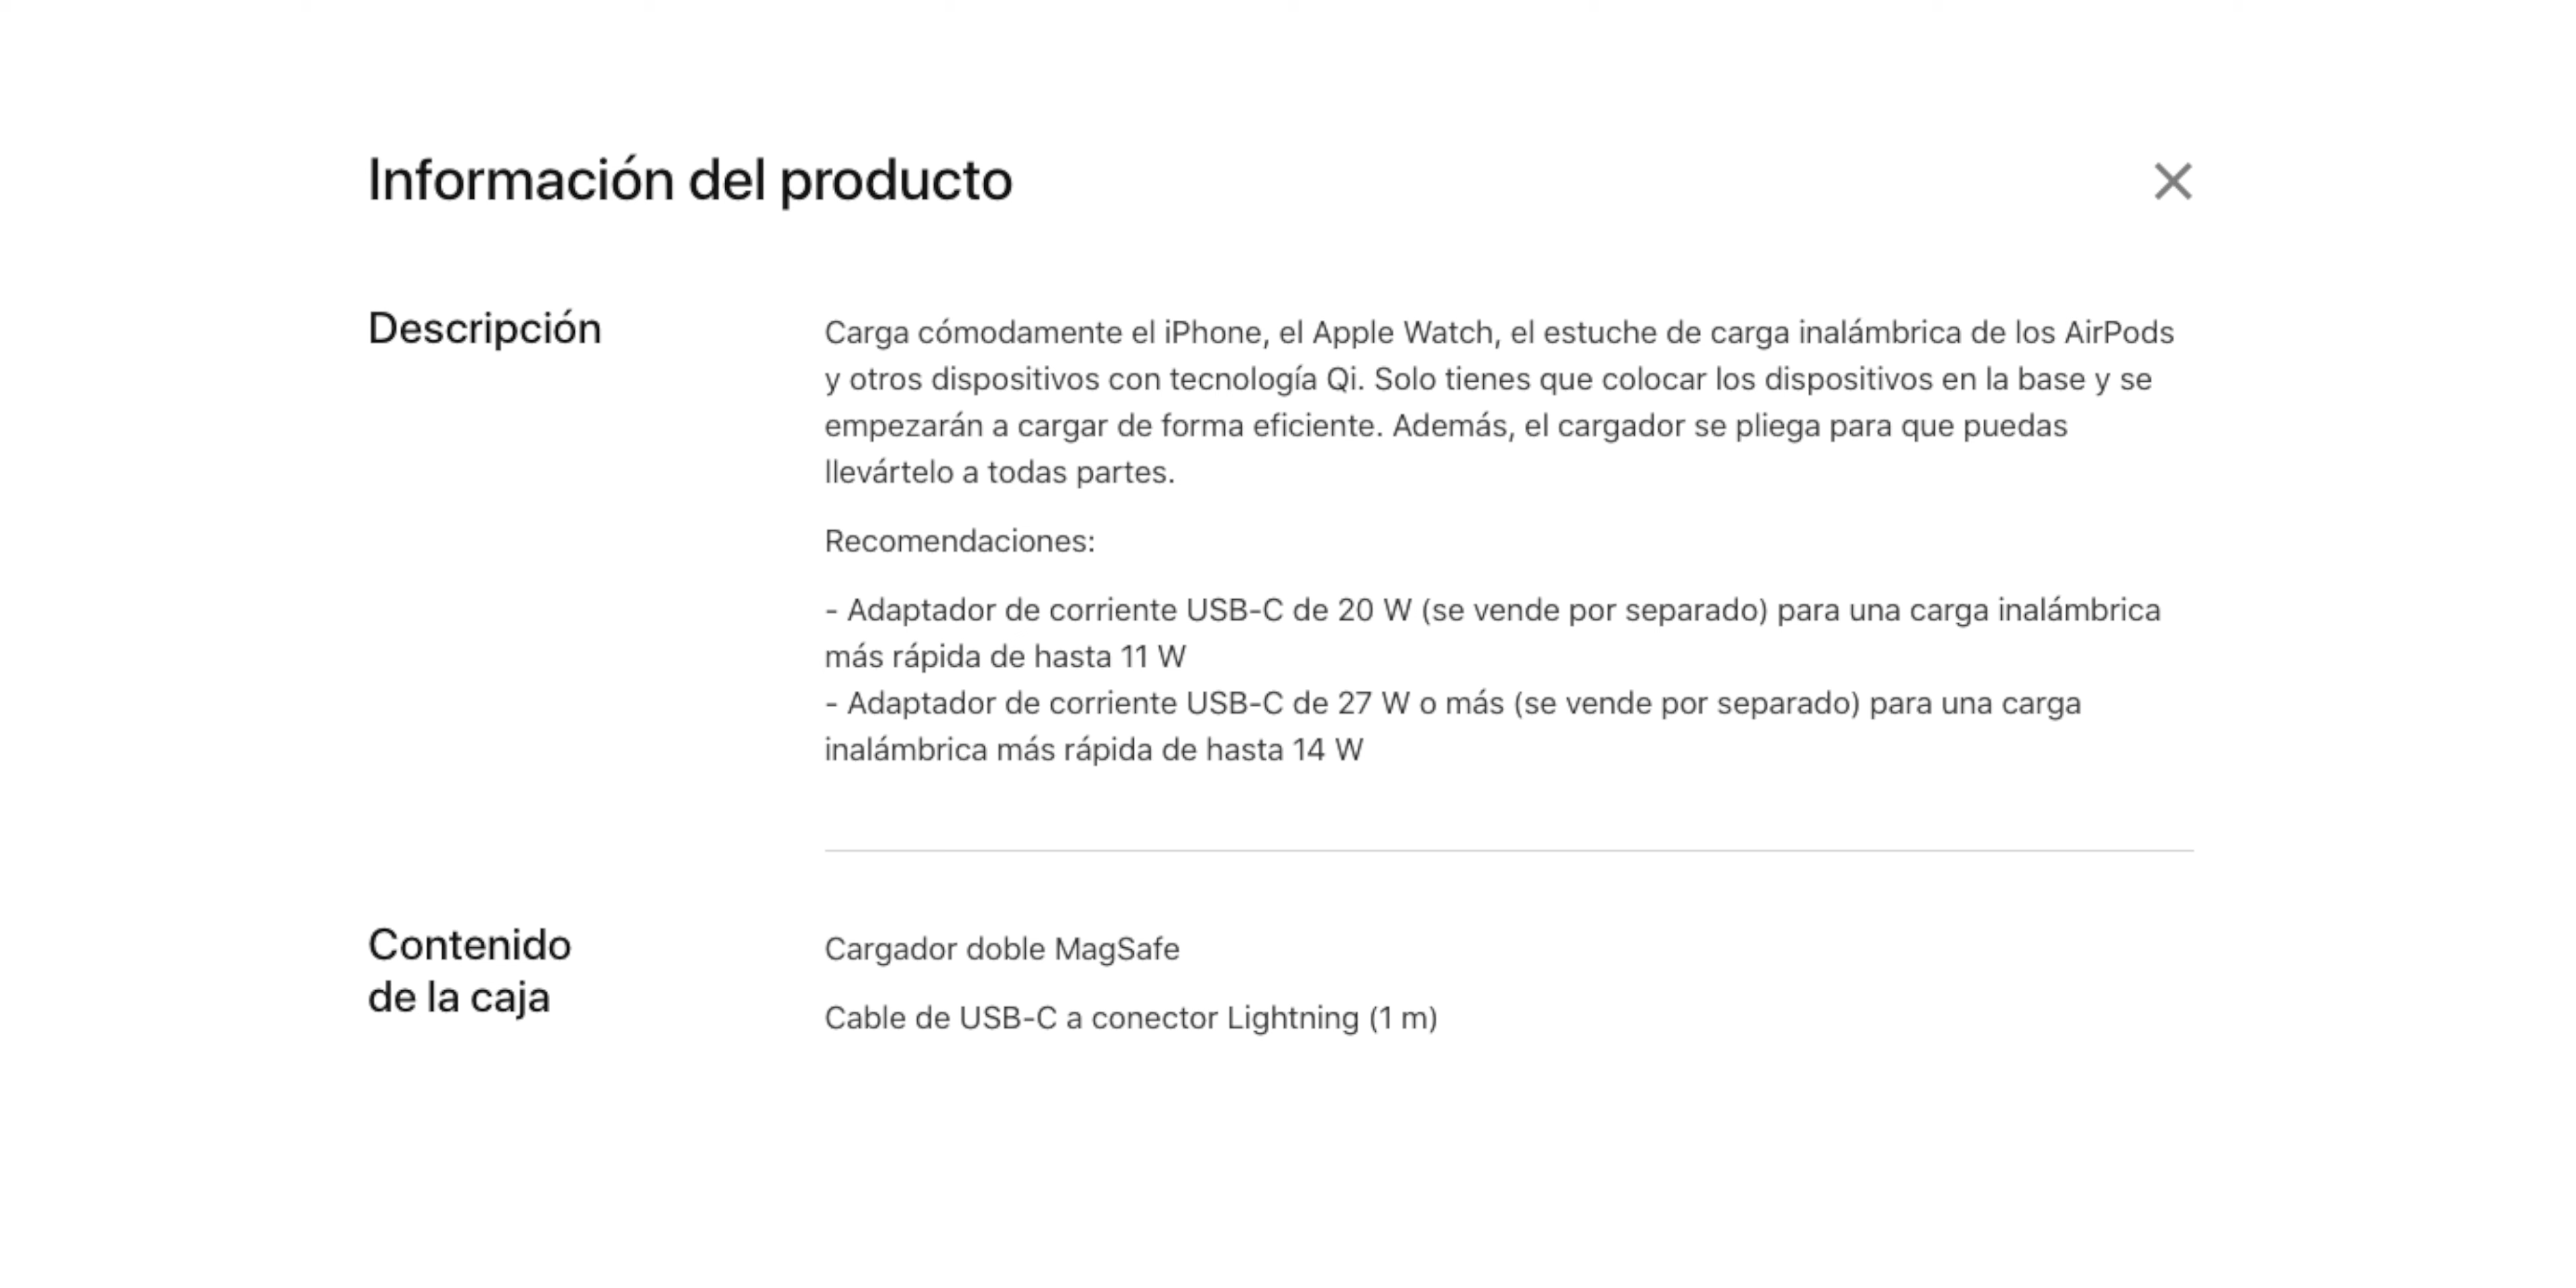 Información del producto
Descripción
Carga cómodamente el iPhone, el Apple Watch, el estuche de carga inalámbrica de los AirPods
y otros dispositivos con tecnología Qi. Solo tienes que colocar los dispositivos en la base y se
empezarán a cargar de forma eficiente. Además, el cargador se pliega para que puedas
llevártelo a todas partes.
Recomendaciones:
- Adaptador de corriente USB-C de 20 W (se vende por separado) para una carga inalámbrica
más rápida de hasta 11 W
- Adaptador de corriente USB-C de 27 W o más (se vende por separado) para una carga
inalámbrica más rápida de hasta 14 W
Contenido
de la caja
Cargador doble MagSafe
Cable de USB-C a conector Lightning (1 m)